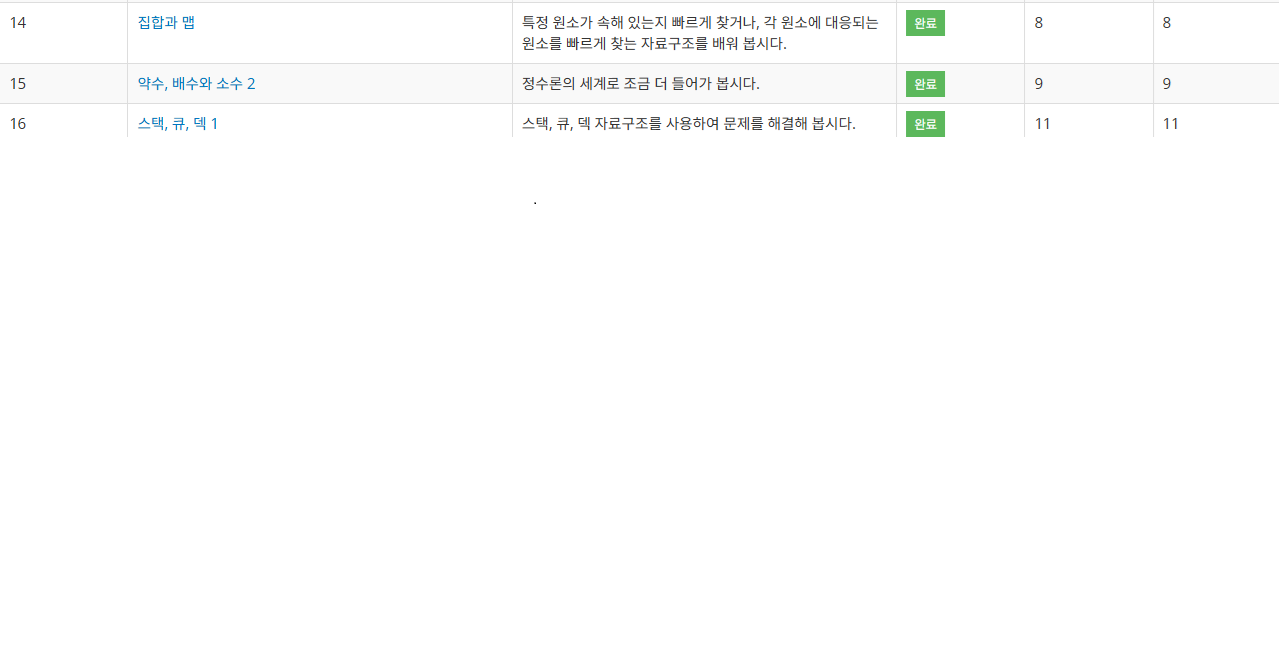 14 집합과 맵 특정 원소가 속해 있는지 빠르게 찾거나, 각 원소에 대응되는 완료 8 8
원소를 빠르게 찾는 자료구조를 배워 봅시다.
15 약수, 배수와 소수 2 정수론의 세계로 조금 더 들어가 봅시다. 완료 9 9
16 스택, 큐, 덱 1 스택, 큐, 덱 자료구조를 사용하여 문제를 해결해 봅시다. 완료 11 11
.